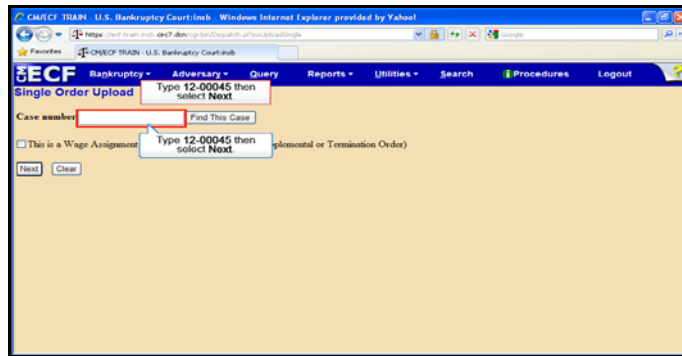 CM/ECF TRAIN - U.S. Bankruptcy Court:insb - Windows Internet Explorer provided by Yahoo!
Google
Favorites CM/ECF TRAIN - U.S. Bankruptcy Court:insb
ECF Bankruptcy Adversary Query Reports Utilities Search Procedures Logout ?
Single Order Upload
Type 12-00045 then
select Next.
Case number Find This Case
Type 12-00045 then
select Next.
This is a Wage Assignment plemental or Termination Order)
Next Clear